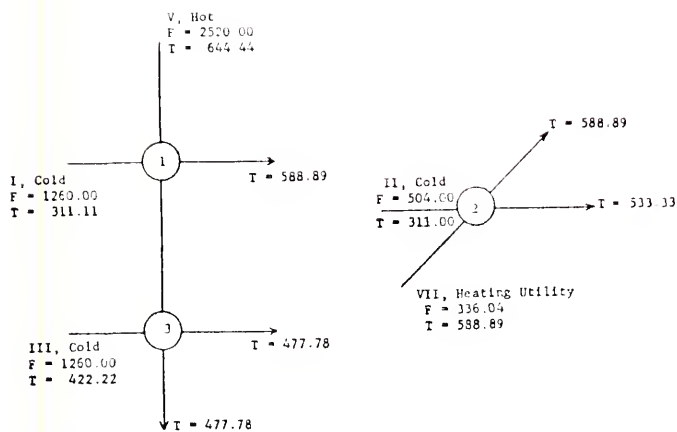 V, Hot
F = 2520.00
T = 644.44
1
I, Cold
F = 1260.00
T = 311.11
T = 588.89
3
III, Cold
F = 1260.00
T = 422.22
T = 477.78
T = 477.78
T = 588.89
II, Cold
F = 504.00
T = 311.00
2
T = 533.33
VII, Heating Utility
F = 336.04
T = 588.89